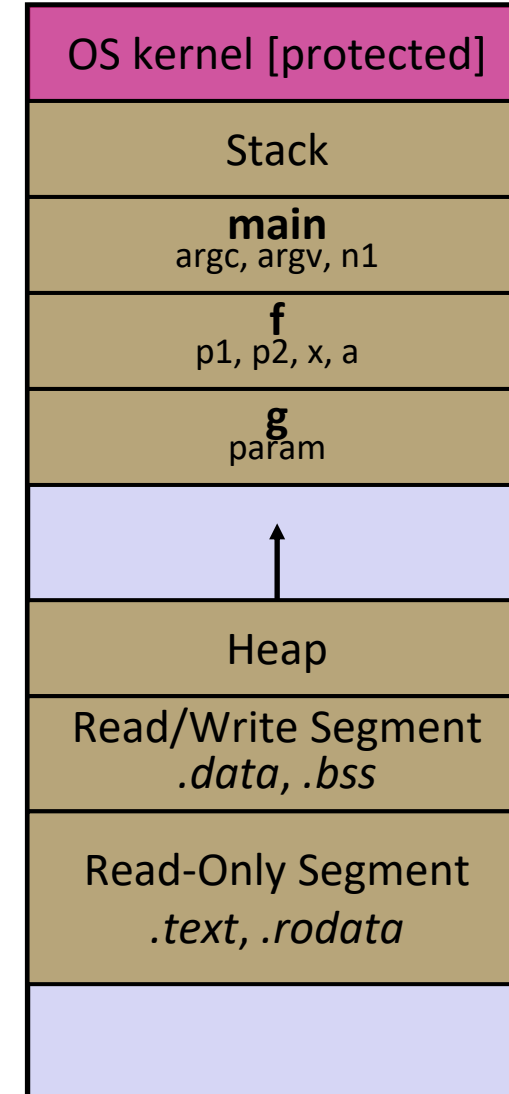 OS kernel [protected]
Stack
main
argc, argv, n1
f
p1, p2, x, a
g
param
Heap
Read/Write Segment
.data, .bss
Read-Only Segment
.text, .rodata